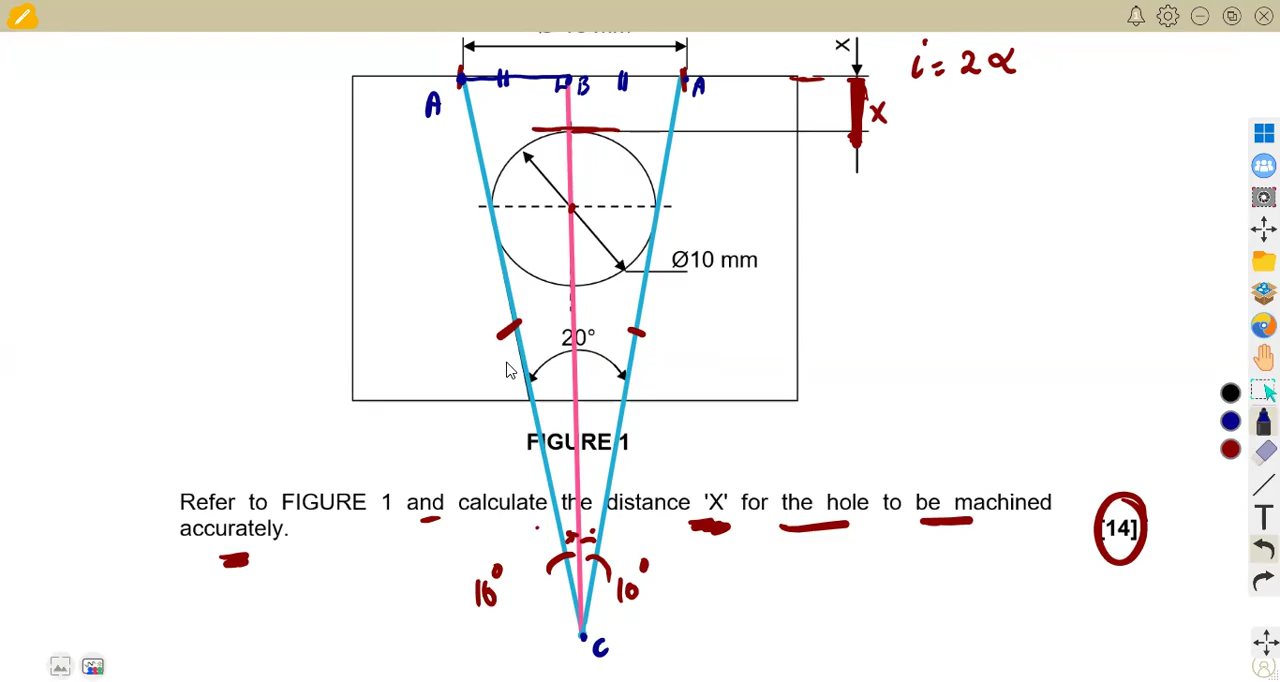 X
i = 2α
A
B
A
X
Ø10 mm
20°
FIGURE 1
Refer to FIGURE 1 and calculate the distance 'X' for the hole to be machined
accurately.
[14]
10°
10°
C
T